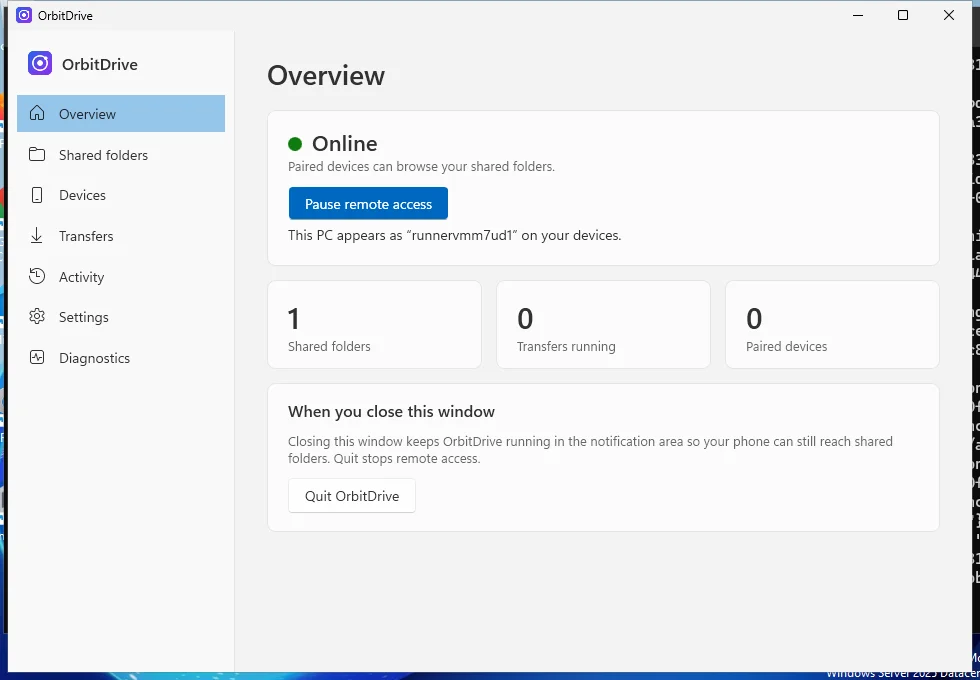 OrbitDrive
OrbitDrive
Overview
Shared folders
Devices
Transfers
Activity
Settings
Diagnostics
Overview
Online
Paired devices can browse your shared folders.
Pause remote access
This PC appears as “runnervmm7ud1” on your devices.
1
Shared folders
0
Transfers running
0
Paired devices
When you close this window
Closing this window keeps OrbitDrive running in the notification area so your phone can still reach shared
folders. Quit stops remote access.
Quit OrbitDrive
Windows Server 2025